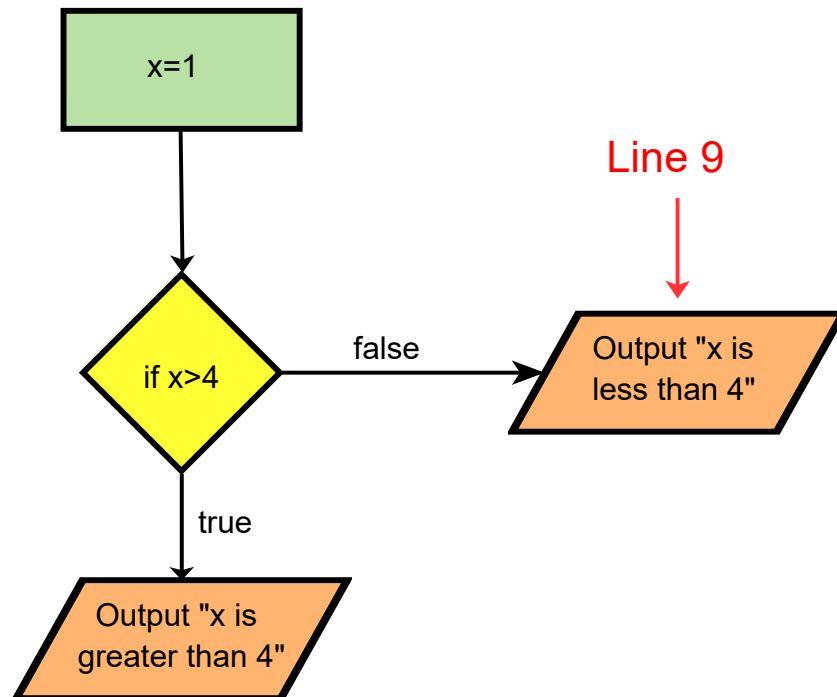 x=1
Line 9
if x>4
false
Output "x is
less than 4"
true
Output "x is
greater than 4"